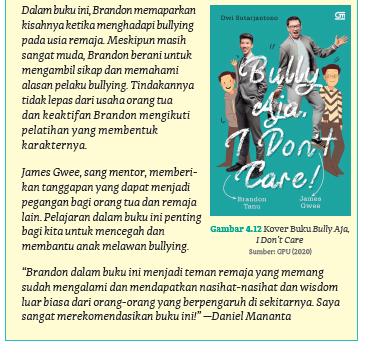 Dalam buku ini, Brandon memaparkan
kisahnya ketika menghadapi bullying
pada usia remaja. Meskipun masih
sangat muda, Brandon berani untuk
mengambil sikap dan memahami
alasan pelaku bullying. Tindakannya
tidak lepas dari usaha orang tua
dan keaktifan Brandon mengikuti
pelatihan yang membentuk
karakternya.
James Gwee, sang mentor, memberi-
kan tanggapan yang dapat menjadi
pegangan bagi orang tua dan remaja
lain. Pelajaran dalam buku ini penting
bagi kita untuk mencegah dan
membantu anak melawan bullying.
Dwi Sutarjantono
Bully
Aja,
I Don't
Care!
Brandon
Tanu
James
Gwee
Gambar 4.12 Kover Buku Bully Aja,
I Don't Care
Sumber: GPU (2020)
“Brandon dalam buku ini menjadi teman remaja yang memang
sudah mengalami dan mendapatkan nasihat-nasihat dan wisdom
luar biasa dari orang-orang yang berpengaruh di sekitarnya. Saya
sangat merekomendasikan buku ini!” —Daniel Mananta